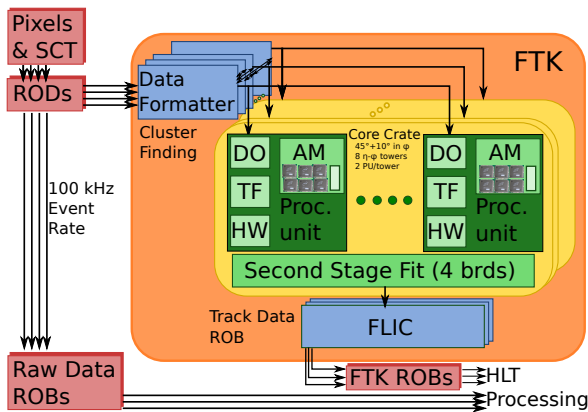 Pixels
& SCT
RODs
Data
Formatter
Cluster
Finding
FTK
100 kHz
Event
Rate
Core Crate
45°+10° in φ
8 η-φ towers
2 PU/tower
DO
TF
HW
AM
Proc.
unit
DO
TF
HW
AM
Proc.
unit
Second Stage Fit (4 brds)
Track Data
ROB
FLIC
Raw Data
ROBs
FTK ROBs
HLT
Processing